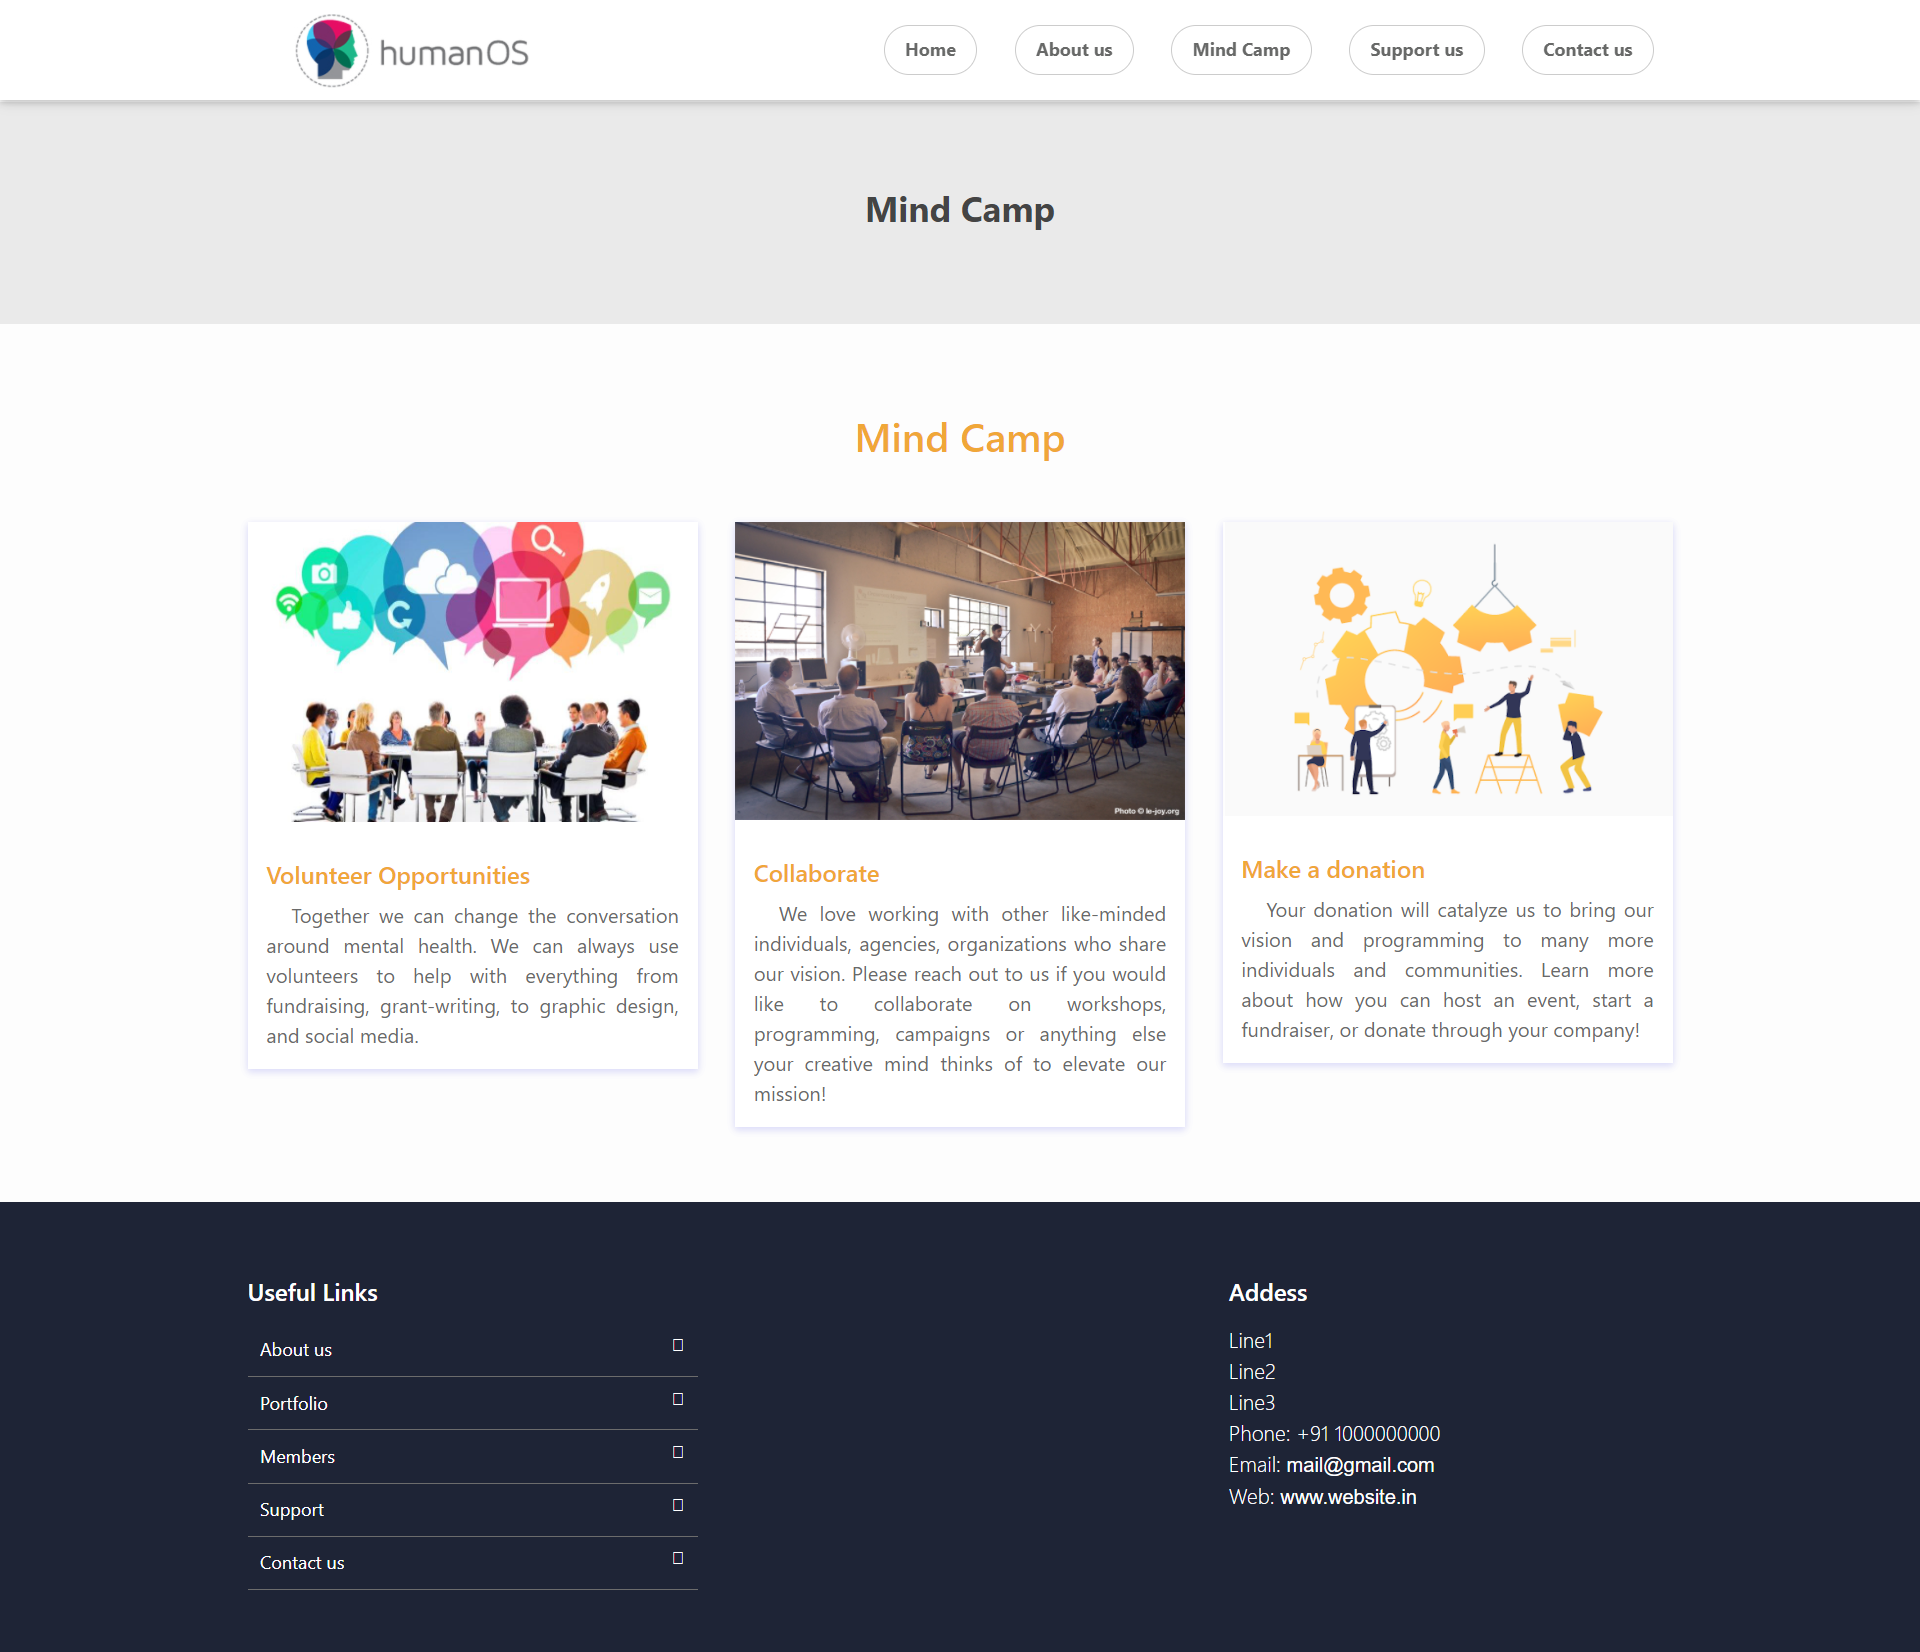 humanOS
Home
About us
Mind Camp
Support us
Contact us
Mind Camp
Mind Camp
Photo © le-joy.org
Volunteer Opportunities
Together we can change the conversation
around mental health. We can always use
volunteers to help with everything from
fundraising, grant-writing, to graphic design,
and social media.
Collaborate
We love working with other like-minded
individuals, agencies, organizations who share
our vision. Please reach out to us if you would
like to collaborate on workshops,
programming, campaigns or anything else
your creative mind thinks of to elevate our
mission!
Make a donation
Your donation will catalyze us to bring our
vision and programming to many more
individuals and communities. Learn more
about how you can host an event, start a
fundraiser, or donate through your company!
Useful Links
About us
Portfolio
Members
Support
Contact us
Addess
Line1
Line2
Line3
Phone: +91 1000000000
Email: mail@gmail.com
Web: www.website.in